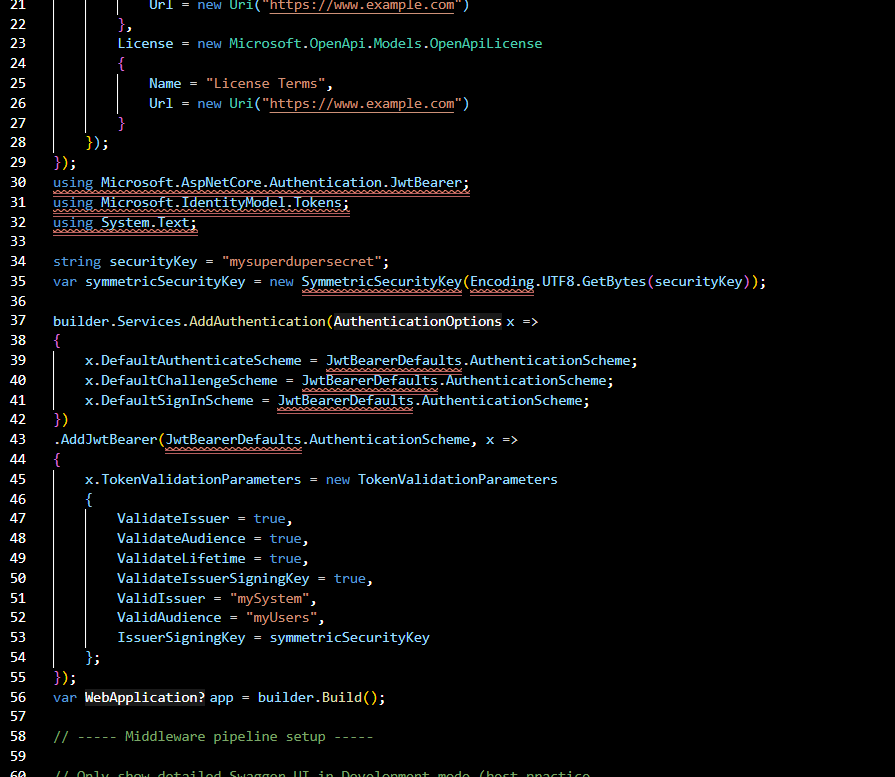 21 Url = new Uri("https://www.example.com")
22 },
23 License = new Microsoft.OpenApi.Models.OpenApiLicense
24 {
25 Name = "License Terms",
26 Url = new Uri("https://www.example.com")
27 }
28 });
29 });
30 using Microsoft.AspNetCore.Authentication.JwtBearer;
31 using Microsoft.IdentityModel.Tokens;
32 using System.Text;
33
34 string securityKey = "mysuperdupersecret";
35 var symmetricSecurityKey = new SymmetricSecurityKey(Encoding.UTF8.GetBytes(securityKey));
36
37 builder.Services.AddAuthentication(AuthenticationOptions x =>
38 {
39 x.DefaultAuthenticateScheme = JwtBearerDefaults.AuthenticationScheme;
40 x.DefaultChallengeScheme = JwtBearerDefaults.AuthenticationScheme;
41 x.DefaultSignInScheme = JwtBearerDefaults.AuthenticationScheme;
42 })
43 .AddJwtBearer(JwtBearerDefaults.AuthenticationScheme, x =>
44 {
45 x.TokenValidationParameters = new TokenValidationParameters
46 {
47 ValidateIssuer = true,
48 ValidateAudience = true,
49 ValidateLifetime = true,
50 ValidateIssuerSigningKey = true,
51 ValidIssuer = "mySystem",
52 ValidAudience = "myUsers",
53 IssuerSigningKey = symmetricSecurityKey
54 };
55 });
56 var WebApplication? app = builder.Build();
57
58 // ----- Middleware pipeline setup -----
59
60 // Only show detailed Swagger UI in Development mode (best practice